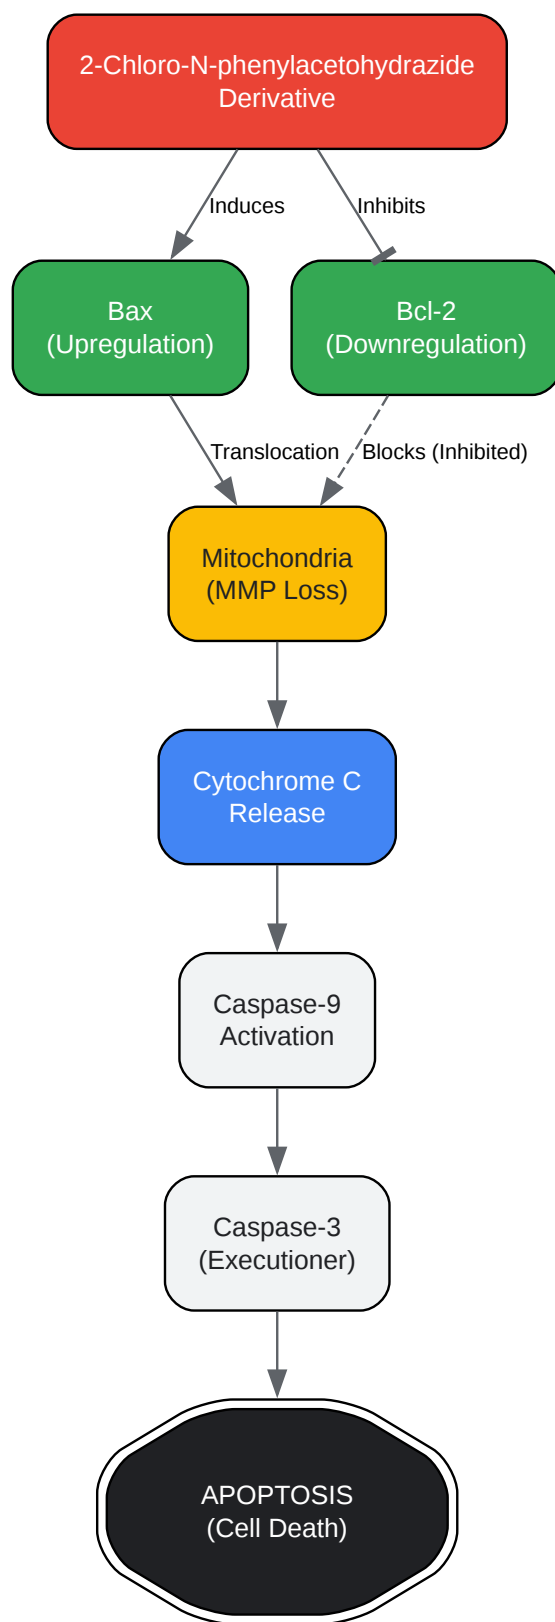 2-Chloro-N-phenylacetohydrazide
Derivative
Induces
Inhibits
Bax
(Upregulation)
Bcl-2
(Downregulation)
Translocation
Blocks (Inhibited)
Mitochondria
(MMP Loss)
Cytochrome C
Release
Caspase-9
Activation
Caspase-3
(Executioner)
APOPTOSIS
(Cell Death)